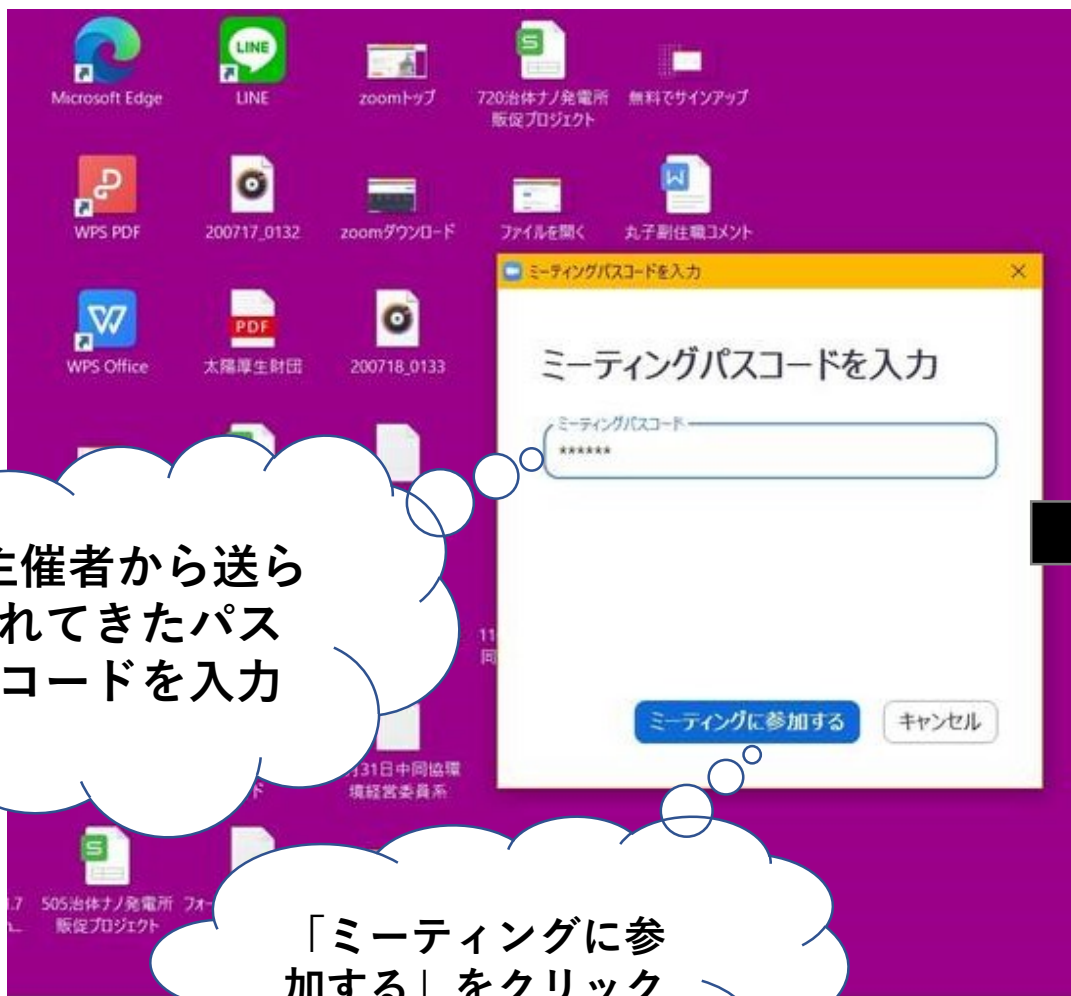 LINE
Microsoft Edge
LINE
zoomトップ
720治体ナノ発電所
販促プロジェクト
無料でサインアップ
WPS PDF
200717_0132
zoomダウンロード
ファイルを開く
丸子副住職コメント
ミーティングパスコードを入力
PDF
WPS Office
太陽厚生財団
200718_0133
ミーティングパスコードを入力
ミーティングパスコード
******
主催者から送ら
れてきたパス
コードを入力
11
同
ミーティングに参加する
キャンセル
月31日中同協環
境経営委員系
ド
505治体ナノ発電所
販促プロジェクト
フォー
「ミーティングに参
加する」をクリック